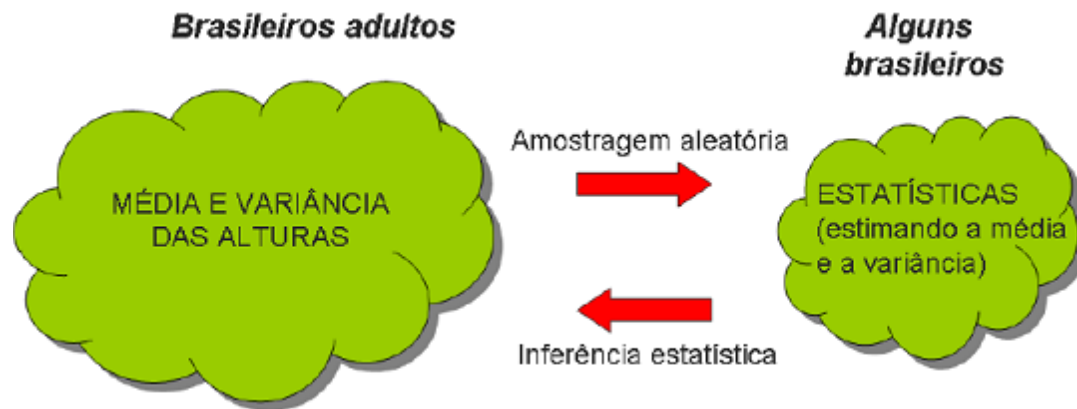 Brasileiros adultos
Alguns
brasileiros
Amostragem aleatória
MÉDIA E VARIÂNCIA
DAS ALTURAS
ESTATÍSTICAS
(estimando a média
e a variância)
Inferência estatística